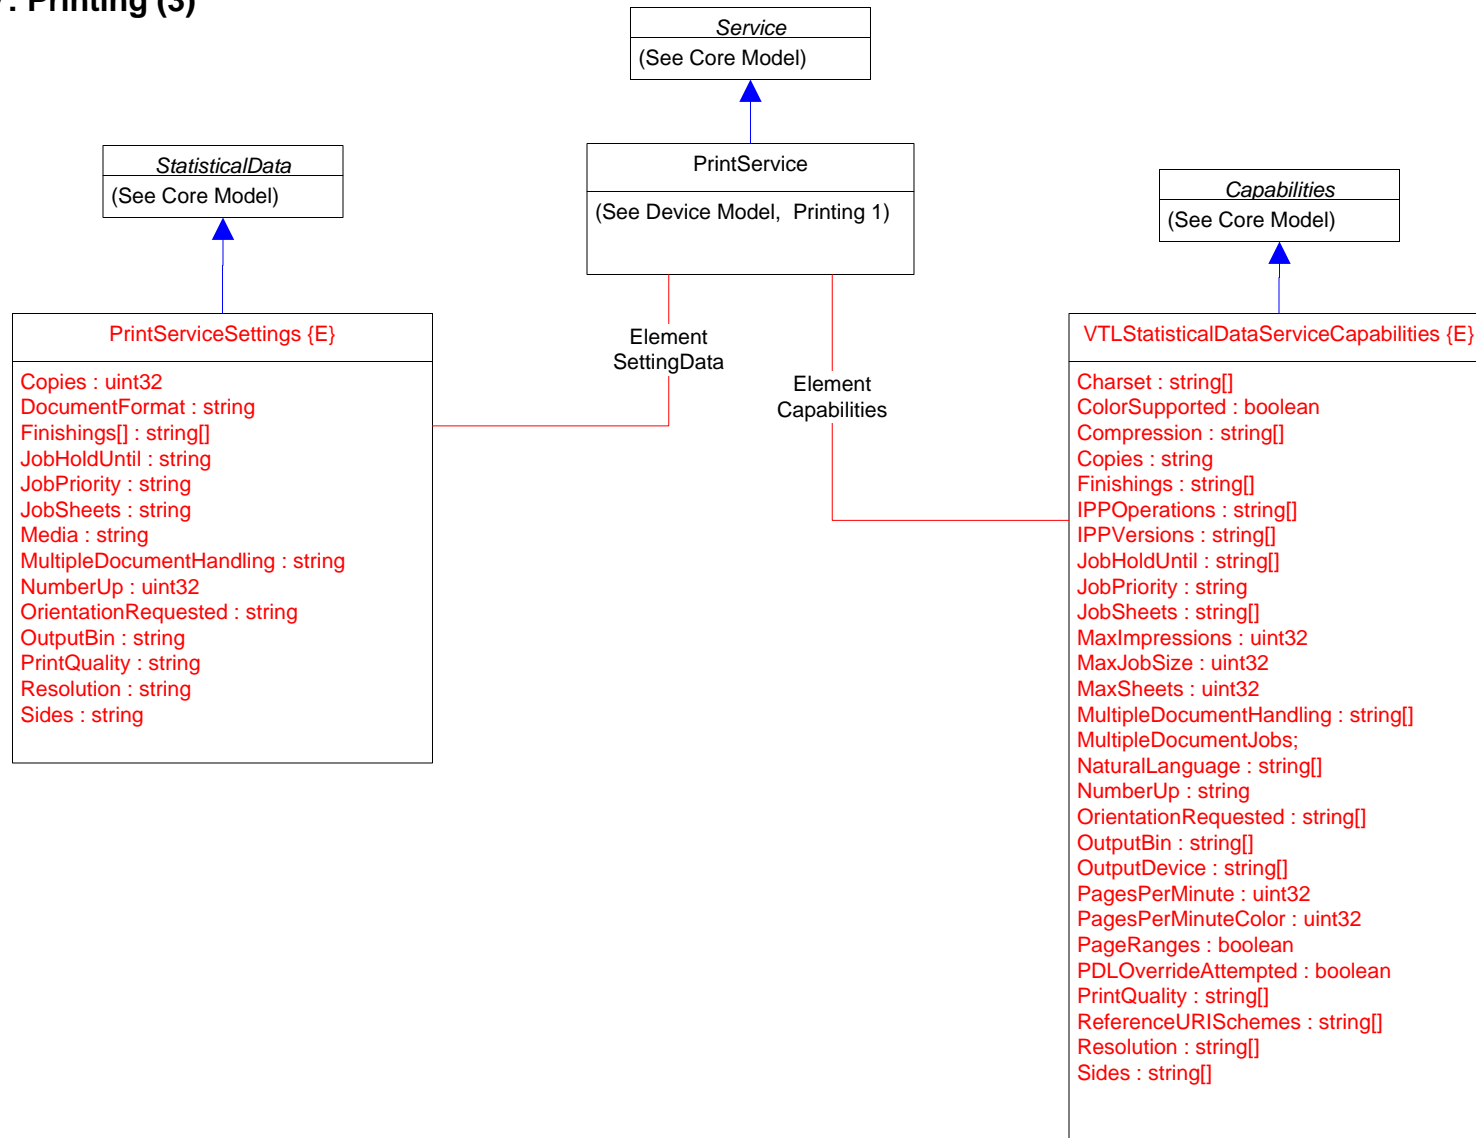 : Printing (3)
Service
(See Core Model)
StatisticalData
(See Core Model)
PrintService
(See Device Model, Printing 1)
Capabilities
(See Core Model)
PrintServiceSettings {E}
Copies : uint32
DocumentFormat : string
Finishings[] : string[]
JobHoldUntil : string
JobPriority : string
JobSheets : string
Media : string
MultipleDocumentHandling : string
NumberUp : uint32
OrientationRequested : string
OutputBin : string
PrintQuality : string
Resolution : string
Sides : string
Element
SettingData
Element
Capabilities
VTLStatisticalDataServiceCapabilities {E}
Charset : string[]
ColorSupported : boolean
Compression : string[]
Copies : string
Finishings : string[]
IPPOperations : string[]
IPPVersions : string[]
JobHoldUntil : string[]
JobPriority : string
JobSheets : string[]
MaxImpressions : uint32
MaxJobSize : uint32
MaxSheets : uint32
MultipleDocumentHandling : string[]
MultipleDocumentJobs;
NaturalLanguage : string[]
NumberUp : string
OrientationRequested : string[]
OutputBin : string[]
OutputDevice : string[]
PagesPerMinute : uint32
PagesPerMinuteColor : uint32
PageRanges : boolean
PDLOverrideAttempted : boolean
PrintQuality : string[]
ReferenceURISchemes : string[]
Resolution : string[]
Sides : string[]